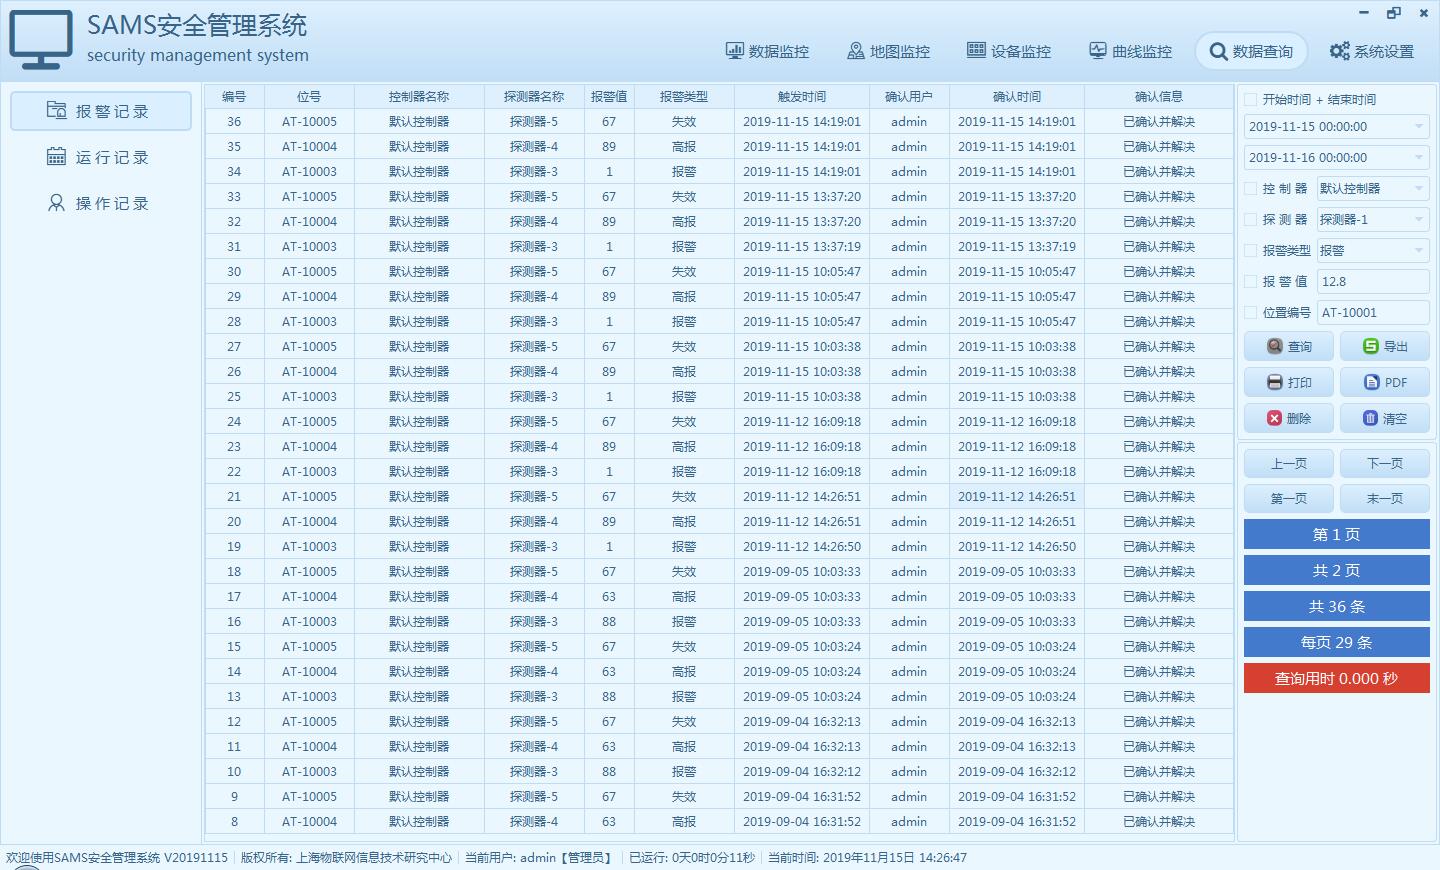 SAMS安全管理系统
security management system
数据监控 地图监控 设备监控 曲线监控 数据查询 系统设置
报警记录
运行记录
操作记录
编号 位号 控制器名称 探测器名称 报警值 报警类型 触发时间 确认用户 确认时间 确认信息
36 AT-10005 默认控制器 探测器-5 67 失效 2019-11-15 14:19:01 admin 2019-11-15 14:19:01 已确认并解决
35 AT-10004 默认控制器 探测器-4 89 高报 2019-11-15 14:19:01 admin 2019-11-15 14:19:01 已确认并解决
34 AT-10003 默认控制器 探测器-3 1 报警 2019-11-15 14:19:01 admin 2019-11-15 14:19:01 已确认并解决
33 AT-10005 默认控制器 探测器-5 67 失效 2019-11-15 13:37:20 admin 2019-11-15 13:37:20 已确认并解决
32 AT-10004 默认控制器 探测器-4 89 高报 2019-11-15 13:37:20 admin 2019-11-15 13:37:20 已确认并解决
31 AT-10003 默认控制器 探测器-3 1 报警 2019-11-15 13:37:19 admin 2019-11-15 13:37:19 已确认并解决
30 AT-10005 默认控制器 探测器-5 67 失效 2019-11-15 10:05:47 admin 2019-11-15 10:05:47 已确认并解决
29 AT-10004 默认控制器 探测器-4 89 高报 2019-11-15 10:05:47 admin 2019-11-15 10:05:47 已确认并解决
28 AT-10003 默认控制器 探测器-3 1 报警 2019-11-15 10:05:47 admin 2019-11-15 10:05:47 已确认并解决
27 AT-10005 默认控制器 探测器-5 67 失效 2019-11-15 10:03:38 admin 2019-11-15 10:03:38 已确认并解决
26 AT-10004 默认控制器 探测器-4 89 高报 2019-11-15 10:03:38 admin 2019-11-15 10:03:38 已确认并解决
25 AT-10003 默认控制器 探测器-3 1 报警 2019-11-15 10:03:38 admin 2019-11-15 10:03:38 已确认并解决
24 AT-10005 默认控制器 探测器-5 67 失效 2019-11-12 16:09:18 admin 2019-11-12 16:09:18 已确认并解决
23 AT-10004 默认控制器 探测器-4 89 高报 2019-11-12 16:09:18 admin 2019-11-12 16:09:18 已确认并解决
22 AT-10003 默认控制器 探测器-3 1 报警 2019-11-12 16:09:18 admin 2019-11-12 16:09:18 已确认并解决
21 AT-10005 默认控制器 探测器-5 67 失效 2019-11-12 14:26:51 admin 2019-11-12 14:26:51 已确认并解决
20 AT-10004 默认控制器 探测器-4 89 高报 2019-11-12 14:26:51 admin 2019-11-12 14:26:51 已确认并解决
19 AT-10003 默认控制器 探测器-3 1 报警 2019-11-12 14:26:50 admin 2019-11-12 14:26:50 已确认并解决
18 AT-10005 默认控制器 探测器-5 67 失效 2019-09-05 10:03:33 admin 2019-09-05 10:03:33 已确认并解决
17 AT-10004 默认控制器 探测器-4 63 高报 2019-09-05 10:03:33 admin 2019-09-05 10:03:33 已确认并解决
16 AT-10003 默认控制器 探测器-3 88 报警 2019-09-05 10:03:33 admin 2019-09-05 10:03:33 已确认并解决
15 AT-10005 默认控制器 探测器-5 67 失效 2019-09-05 10:03:24 admin 2019-09-05 10:03:24 已确认并解决
14 AT-10004 默认控制器 探测器-4 63 高报 2019-09-05 10:03:24 admin 2019-09-05 10:03:24 已确认并解决
13 AT-10003 默认控制器 探测器-3 88 报警 2019-09-05 10:03:24 admin 2019-09-05 10:03:24 已确认并解决
12 AT-10005 默认控制器 探测器-5 67 失效 2019-09-04 16:32:13 admin 2019-09-04 16:32:13 已确认并解决
11 AT-10004 默认控制器 探测器-4 63 高报 2019-09-04 16:32:13 admin 2019-09-04 16:32:13 已确认并解决
10 AT-10003 默认控制器 探测器-3 88 报警 2019-09-04 16:32:12 admin 2019-09-04 16:32:12 已确认并解决
9 AT-10005 默认控制器 探测器-5 67 失效 2019-09-04 16:31:52 admin 2019-09-04 16:31:52 已确认并解决
8 AT-10004 默认控制器 探测器-4 63 高报 2019-09-04 16:31:52 admin 2019-09-04 16:31:52 已确认并解决
开始时间 + 结束时间
2019-11-15 00:00:00
2019-11-16 00:00:00
控 制 器 默认控制器
探 测 器 探测器-1
报警类型 报警
报 警 值 12.8
位置编号 AT-10001
查询 导出
打印 PDF
删除 清空
上一页 下一页
第一页 末一页
第 1 页
共 2 页
共 36 条
每页 29 条
查询用时 0.000 秒
欢迎使用SAMS安全管理系统 V20191115 版权所有: 上海物联网信息技术研究中心 当前用户: admin【管理员】 已运行: 0天0时0分11秒 当前时间: 2019年11月15日 14:26:47